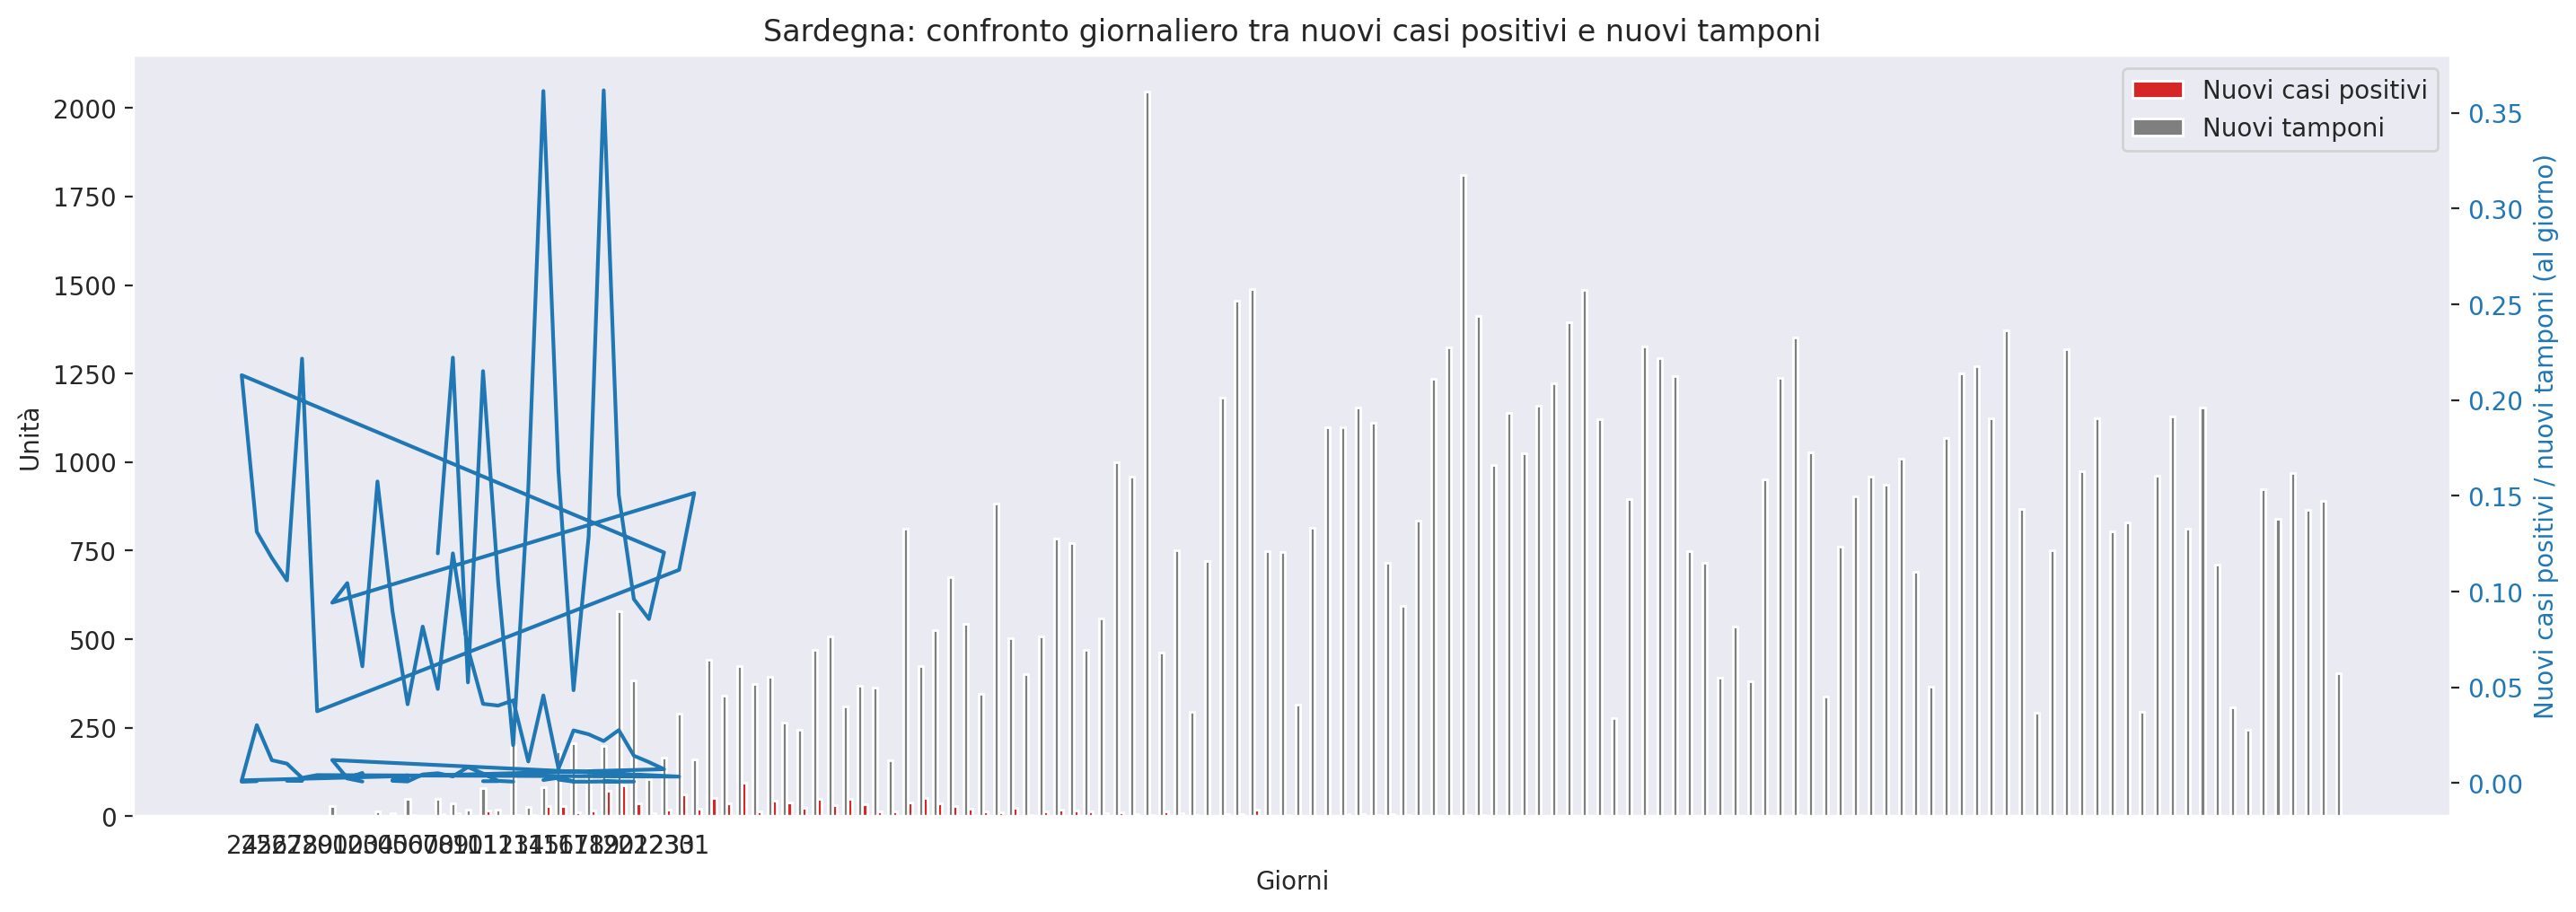 Sardegna: confronto giornaliero tra nuovi casi positivi e nuovi tamponi
Nuovi casi positivi
Nuovi tamponi
2000
1750
1500
1250
1000
750
500
250
0
Unità
0.35
0.30
0.25
0.20
0.15
0.10
0.05
0.00
Nuovi casi positivi / nuovi tamponi (al giorno)
Giorni